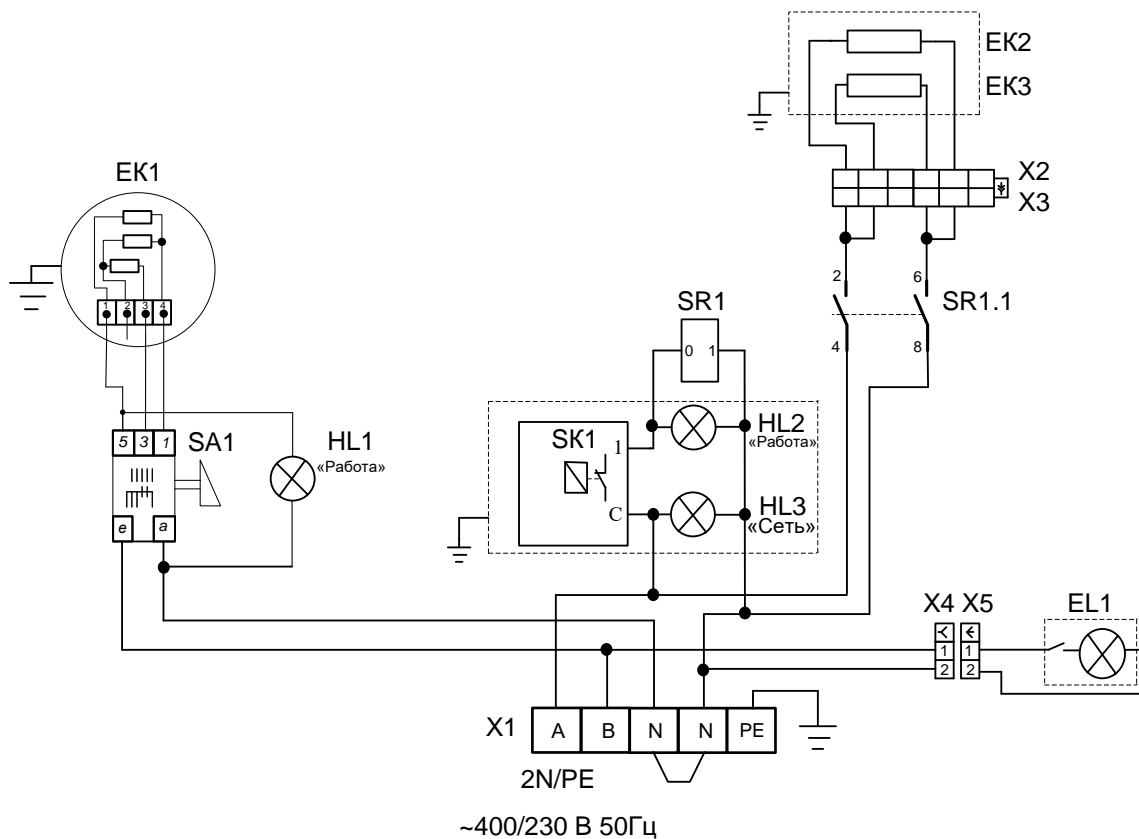 EK2
EK3
X2
X3
EK1
1 2 3 4
2
6
SR1
SR1.1
0 1
4
8
5 3 1
SA1
HL1
«Работа»
SK1
1
HL2
«Работа»
C
HL3
«Сеть»
e
a
X4 X5
EL1
1 1
2 2
X1
A B N N PE
2N/PE
~400/230 В 50Гц